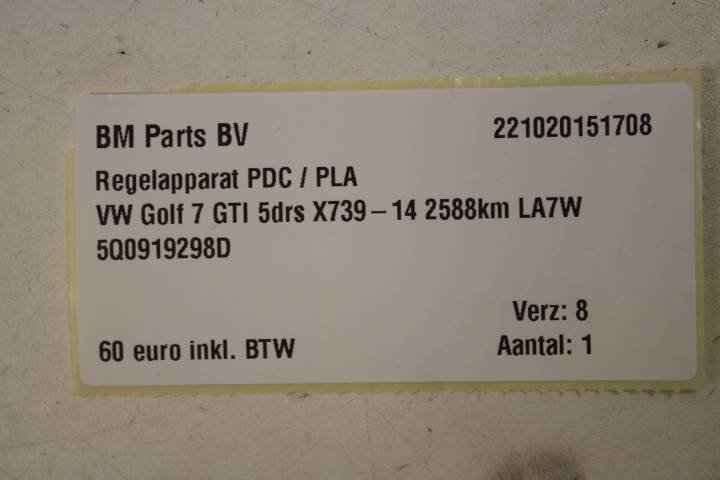 BM Parts BV 221020151708
Regelapparat PDC / PLA
VW Golf 7 GTI 5drs X739-14 2588km LA7W
5Q0919298D
Verz: 8
60 euro inkl. BTW Aantal: 1